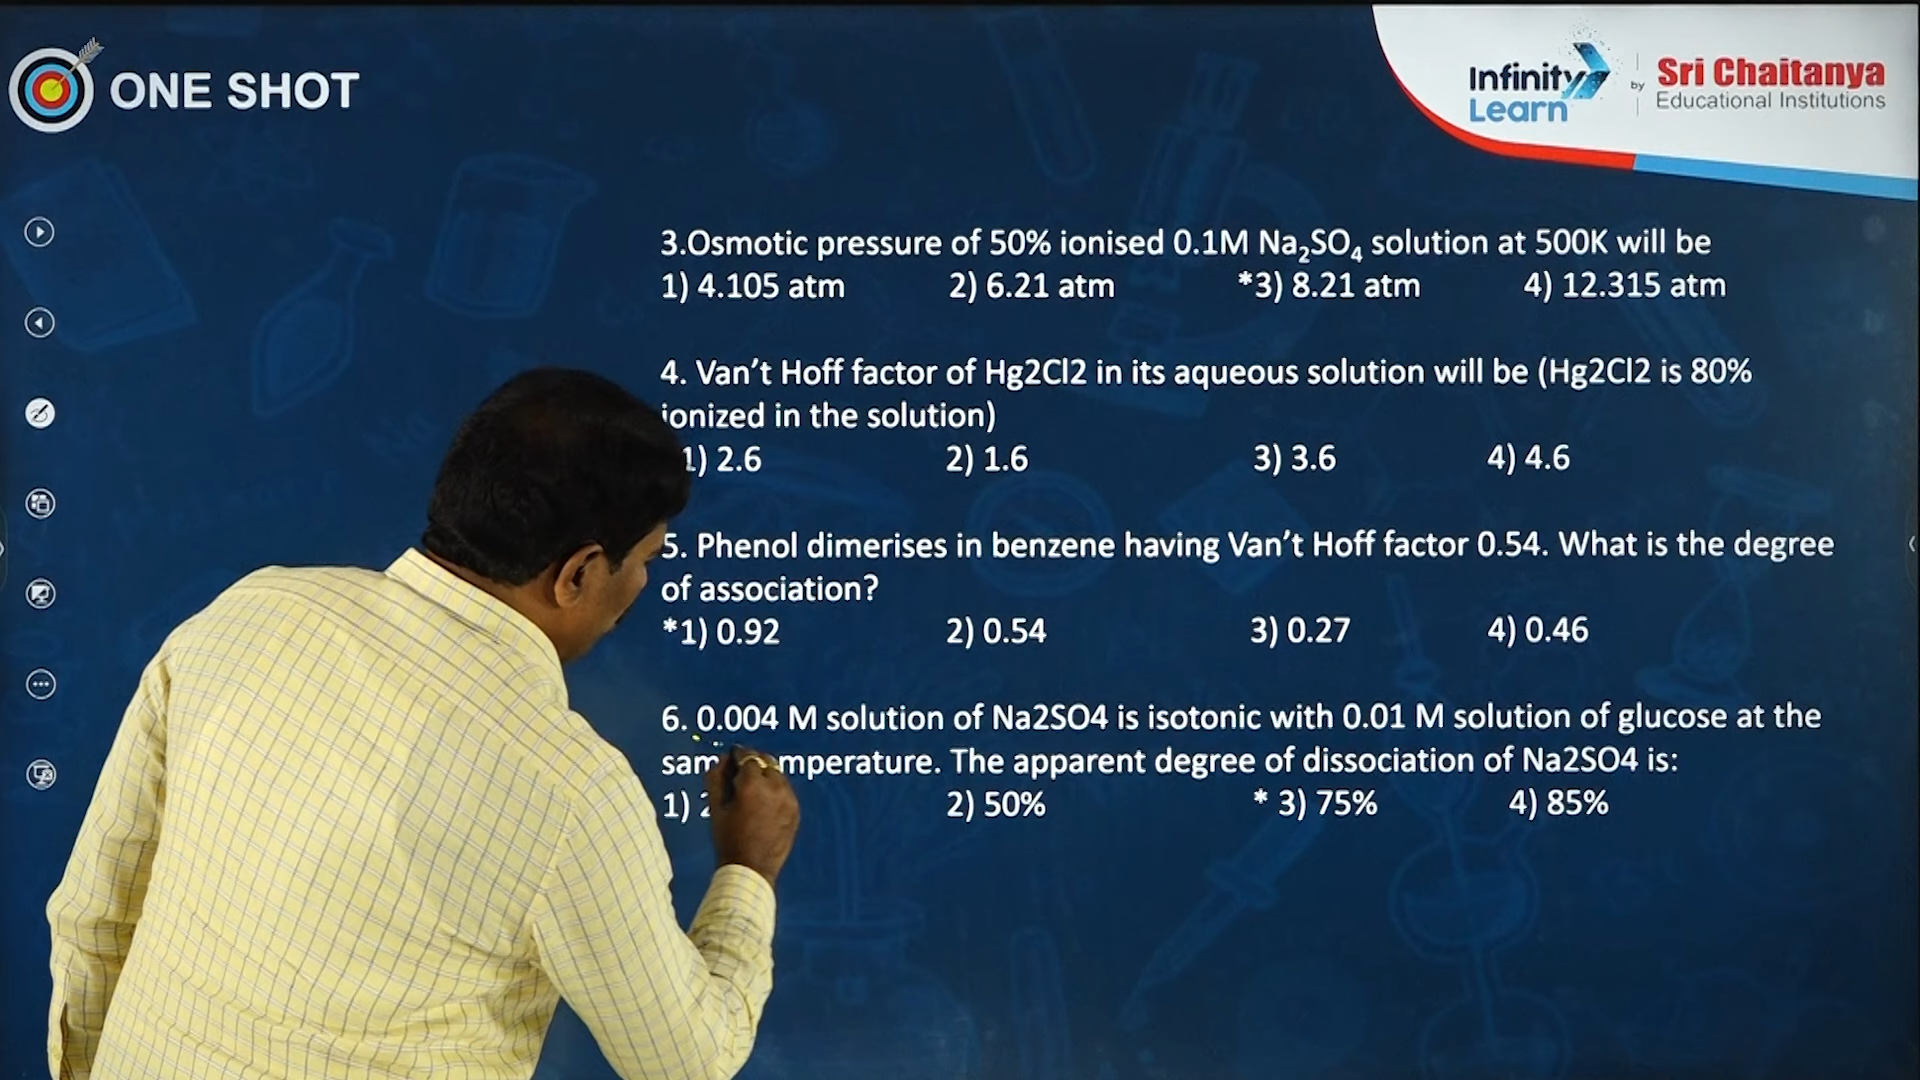 ONE SHOT
Infinity Learn by Sri Chaitanya Educational Institutions
3.Osmotic pressure of 50% ionised 0.1M Na₂SO₄ solution at 500K will be
1) 4.105 atm 2) 6.21 atm *3) 8.21 atm 4) 12.315 atm
4. Van't Hoff factor of Hg2Cl2 in its aqueous solution will be (Hg2Cl2 is 80%
ionized in the solution)
1) 2.6 2) 1.6 3) 3.6 4) 4.6
5. Phenol dimerises in benzene having Van't Hoff factor 0.54. What is the degree
of association?
*1) 0.92 2) 0.54 3) 0.27 4) 0.46
6. 0.004 M solution of Na2SO4 is isotonic with 0.01 M solution of glucose at the
The apparent degree of dissociation of Na2SO4 is:
1) 2) 50% * 3) 75% 4) 85%